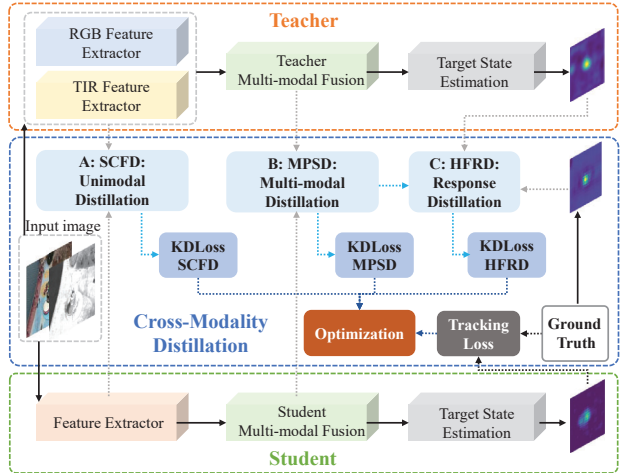 Teacher
RGB Feature
Extractor
TIR Feature
Extractor
Teacher
Multi-modal Fusion
Target State
Estimation
A: SCFD:
Unimodal
Distillation
B: MPSD:
Multi-modal
Distillation
C: HFRD:
Response
Distillation
Input image
KDLoss
SCFD
KDLoss
MPSD
KDLoss
HFRD
Cross-Modality
Distillation
Optimization
Tracking
Loss
Ground
Truth
Feature Extractor
Student
Multi-modal Fusion
Target State
Estimation
Student